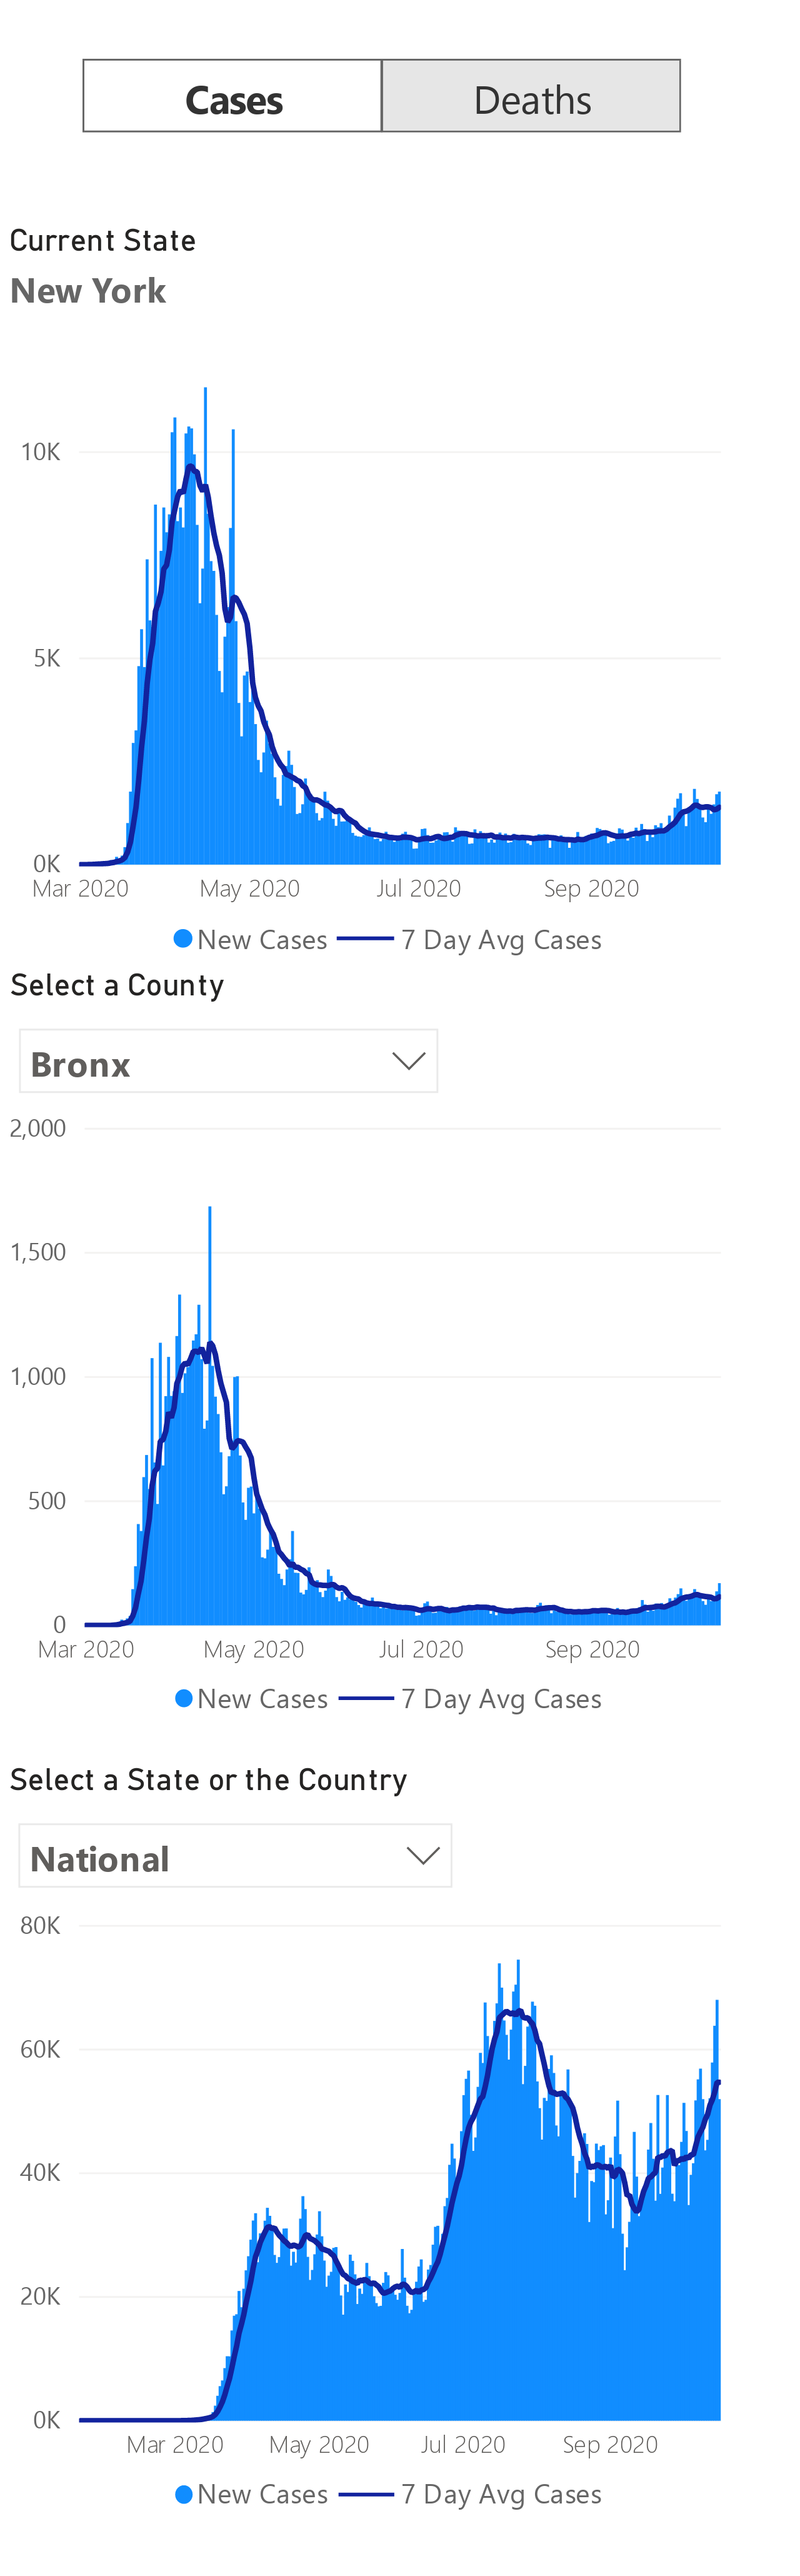 Cases Deaths
Current State
New York
10K
5K
0K
Mar 2020 May 2020 Jul 2020 Sep 2020
New Cases 7 Day Avg Cases
Select a County
Bronx
2,000
1,500
1,000
500
0
Mar 2020 May 2020 Jul 2020 Sep 2020
New Cases 7 Day Avg Cases
Select a State or the Country
National
80K
60K
40K
20K
0K
Mar 2020 May 2020 Jul 2020 Sep 2020
New Cases 7 Day Avg Cases